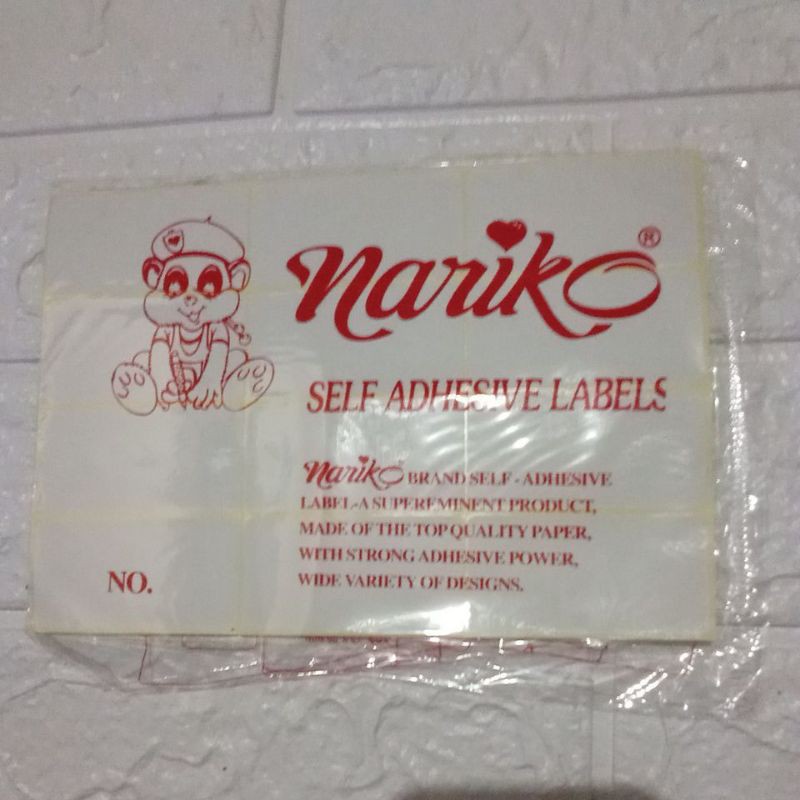 nariko ®
SELF ADHESIVE LABELS
nariko BRAND SELF - ADHESIVE
LABEL-A SUPEREMINENT PRODUCT,
MADE OF THE TOP QUALITY PAPER,
WITH STRONG ADHESIVE POWER,
WIDE VARIETY OF DESIGNS.
NO.